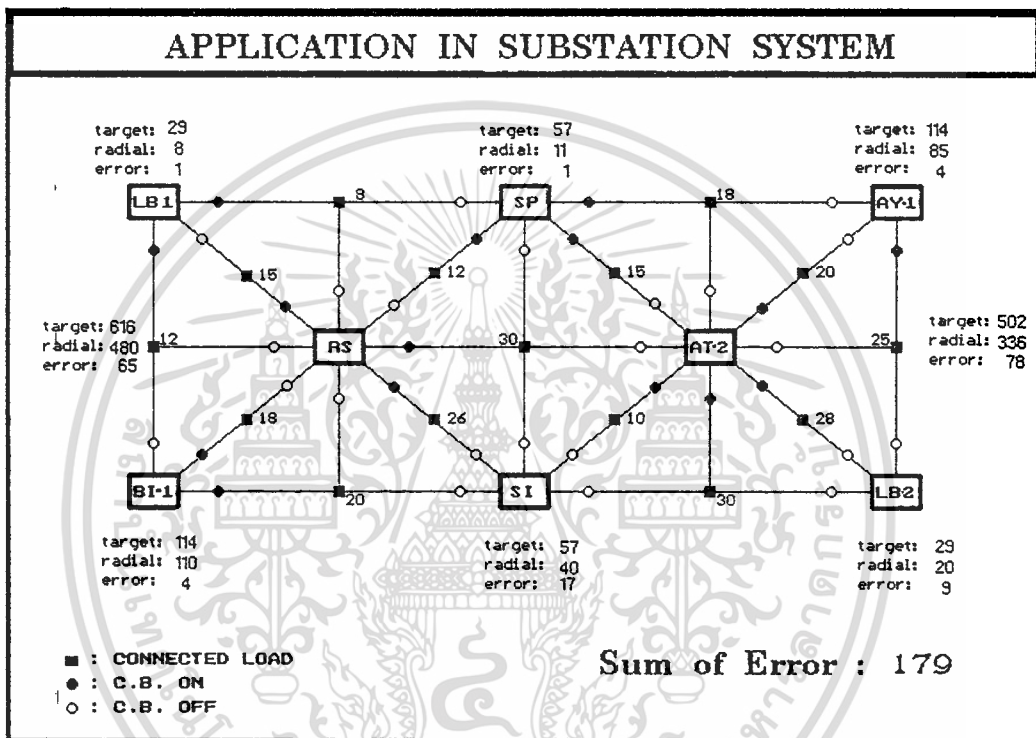 APPLICATION IN SUBSTATION SYSTEM
target: 29
radial: 8
error: 1
target: 57
radial: 11
error: 1
target: 114
radial: 85
error: 4
LB1
8
SP
18
AY-1
15
12
15
20
target: 616
radial: 480
error: 65
12
RS
30
AT-2
25
target: 502
radial: 336
error: 78
18
26
10
28
BI-1
20
SI
30
LB2
target: 114
radial: 110
error: 4
target: 57
radial: 40
error: 17
target: 29
radial: 20
error: 9
■ : CONNECTED LOAD
● : C.B. ON
○ : C.B. OFF
Sum of Error : 179